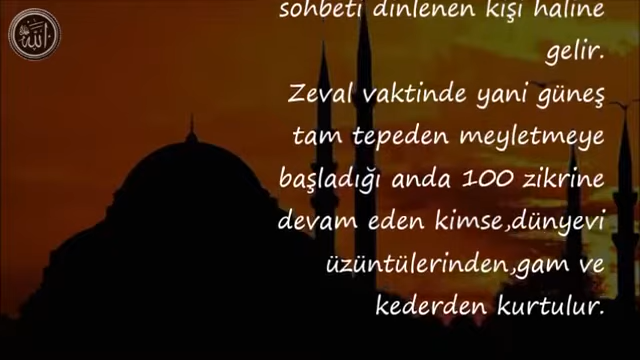 الله
sohbeti dinlenen kişi haline
gelir.
Zeval vaktinde yani güneş
tam tepeden meyletmeye
başladığı anda 100 zikrine
devam eden kimse,dünyevi
üzüntülerinden,gam ve
kederden kurtulur.